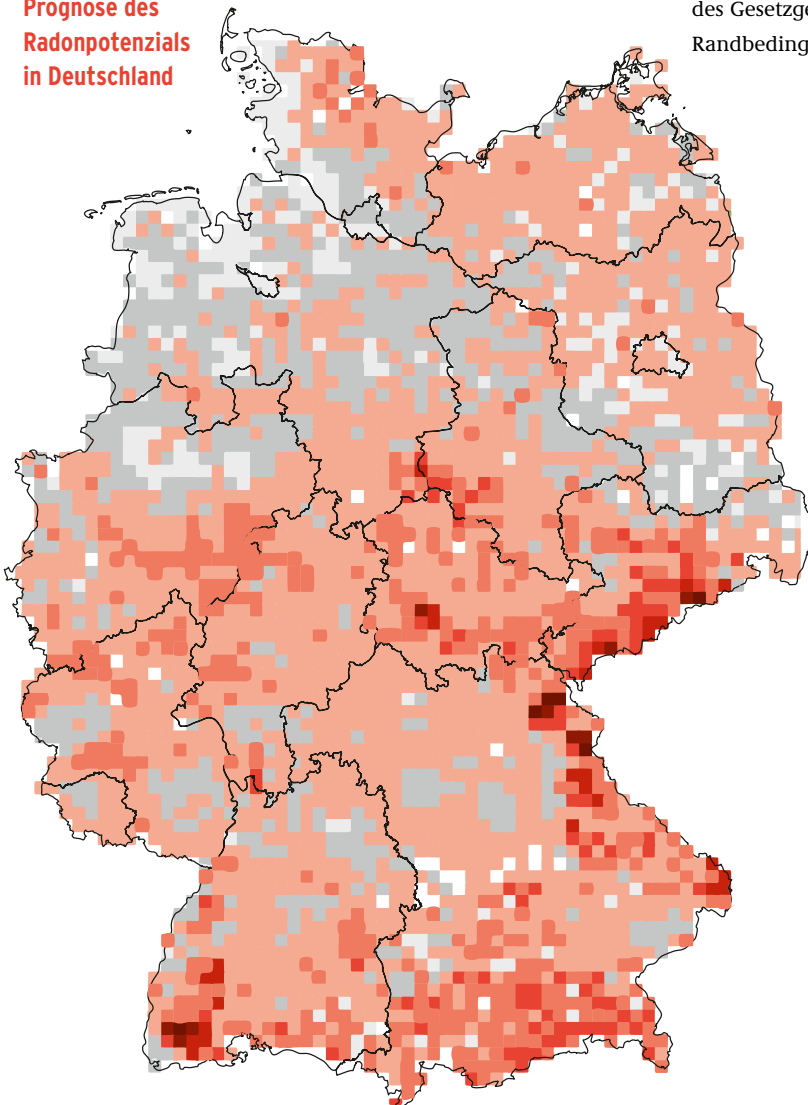 Prognose des
Radonpotenzials
in Deutschland
des Gesetzge
Randbeding